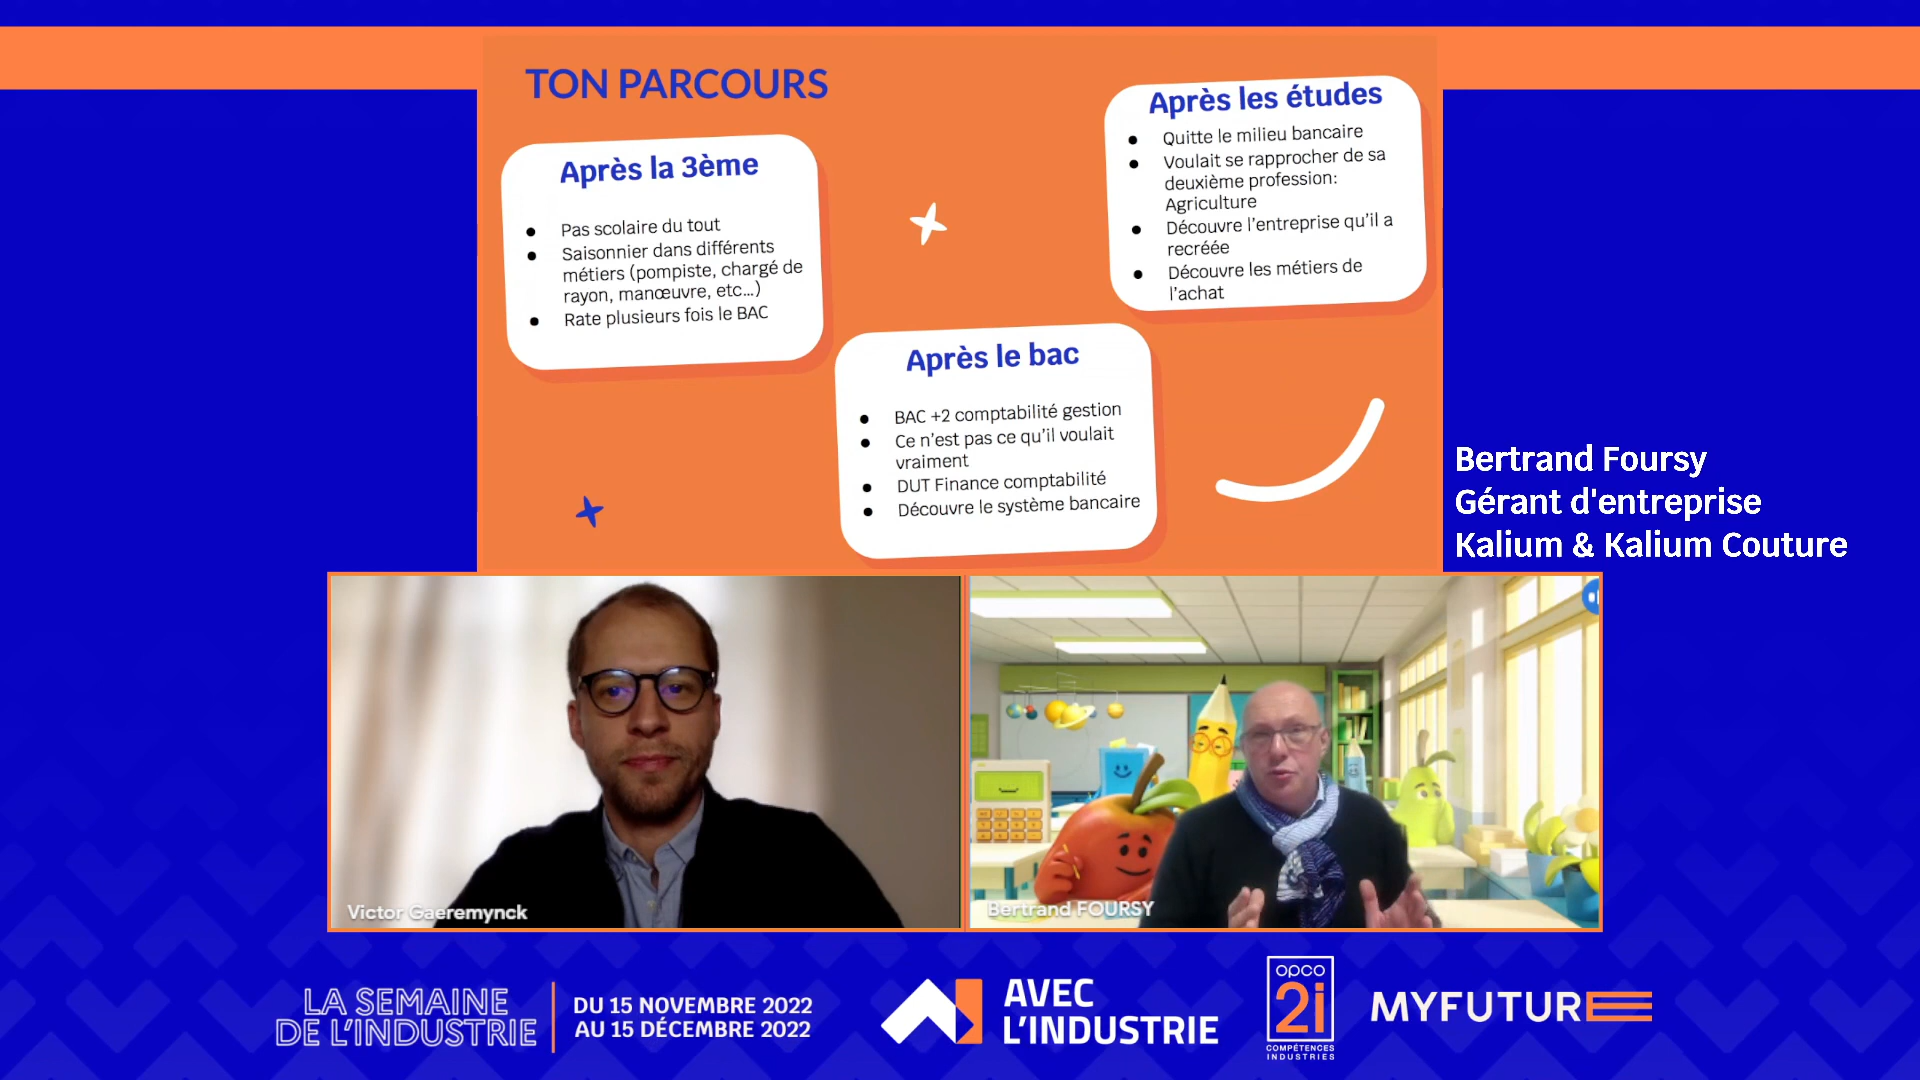 TON PARCOURS
Après la 3ème
● Pas scolaire du tout
● Saisonnier dans différents
métiers (pompiste, chargé de
rayon, manœuvre, etc...)
● Rate plusieurs fois le BAC
Après le bac
● BAC +2 comptabilité gestion
● Ce n'est pas ce qu'il voulait
vraiment
● DUT Finance comptabilité
● Découvre le système bancaire
Après les études
● Quitte le milieu bancaire
● Voulait se rapprocher de sa
deuxième profession:
Agriculture
● Découvre l'entreprise qu'il a
recréée
● Découvre les métiers de
l'achat
Bertrand Foursy
Gérant d'entreprise
Kalium & Kalium Couture
Victor Gaeremynck
Bertrand FOURSY
LA SEMAINE
DE L'INDUSTRIE
DU 15 NOVEMBRE 2022
AU 15 DÉCEMBRE 2022
AVEC
L'INDUSTRIE
opco
2i
COMPÉTENCES
INDUSTRIES
MYFUTURE